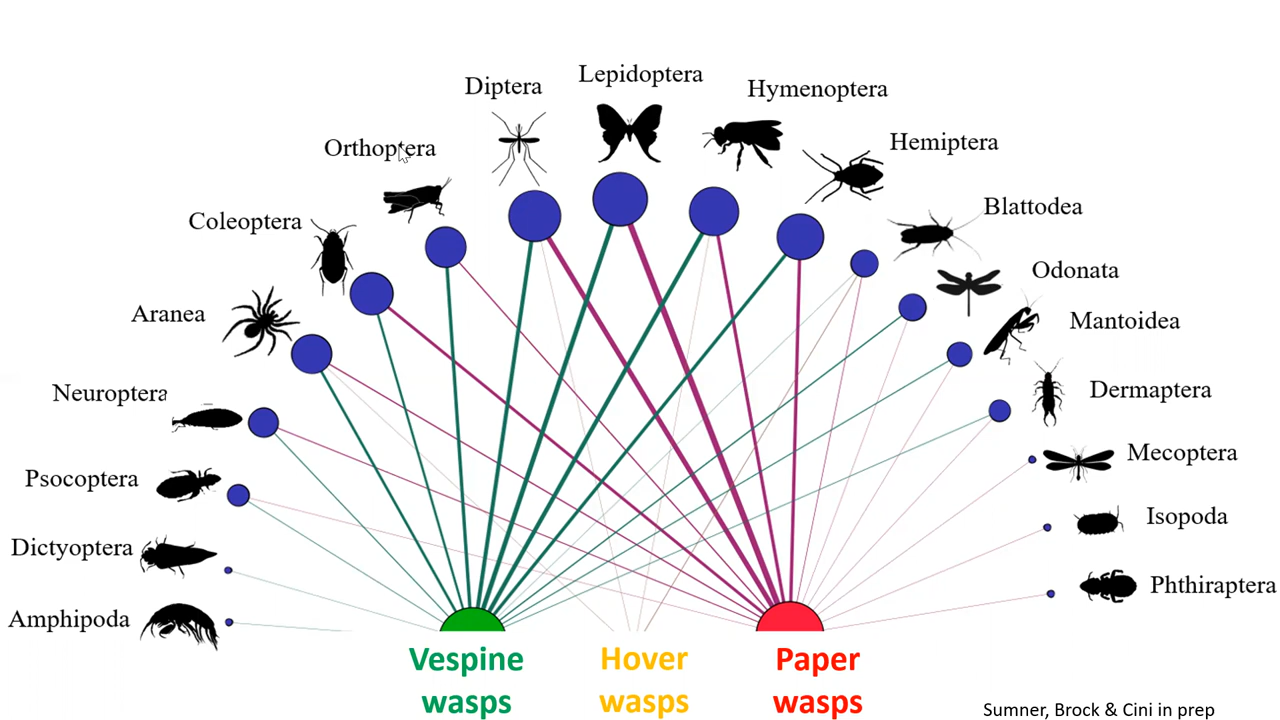 Lepidoptera
Diptera
Hymenoptera
Orthoptera
Hemiptera
Coleoptera
Blattodea
Odonata
Aranea
Mantoidea
Neuroptera
Dermaptera
Psocoptera
Mecoptera
Isopoda
Dictyoptera
Phthiraptera
Amphipoda
Vespine
wasps
Hover
wasps
Paper
wasps
Sumner, Brock & Cini in prep